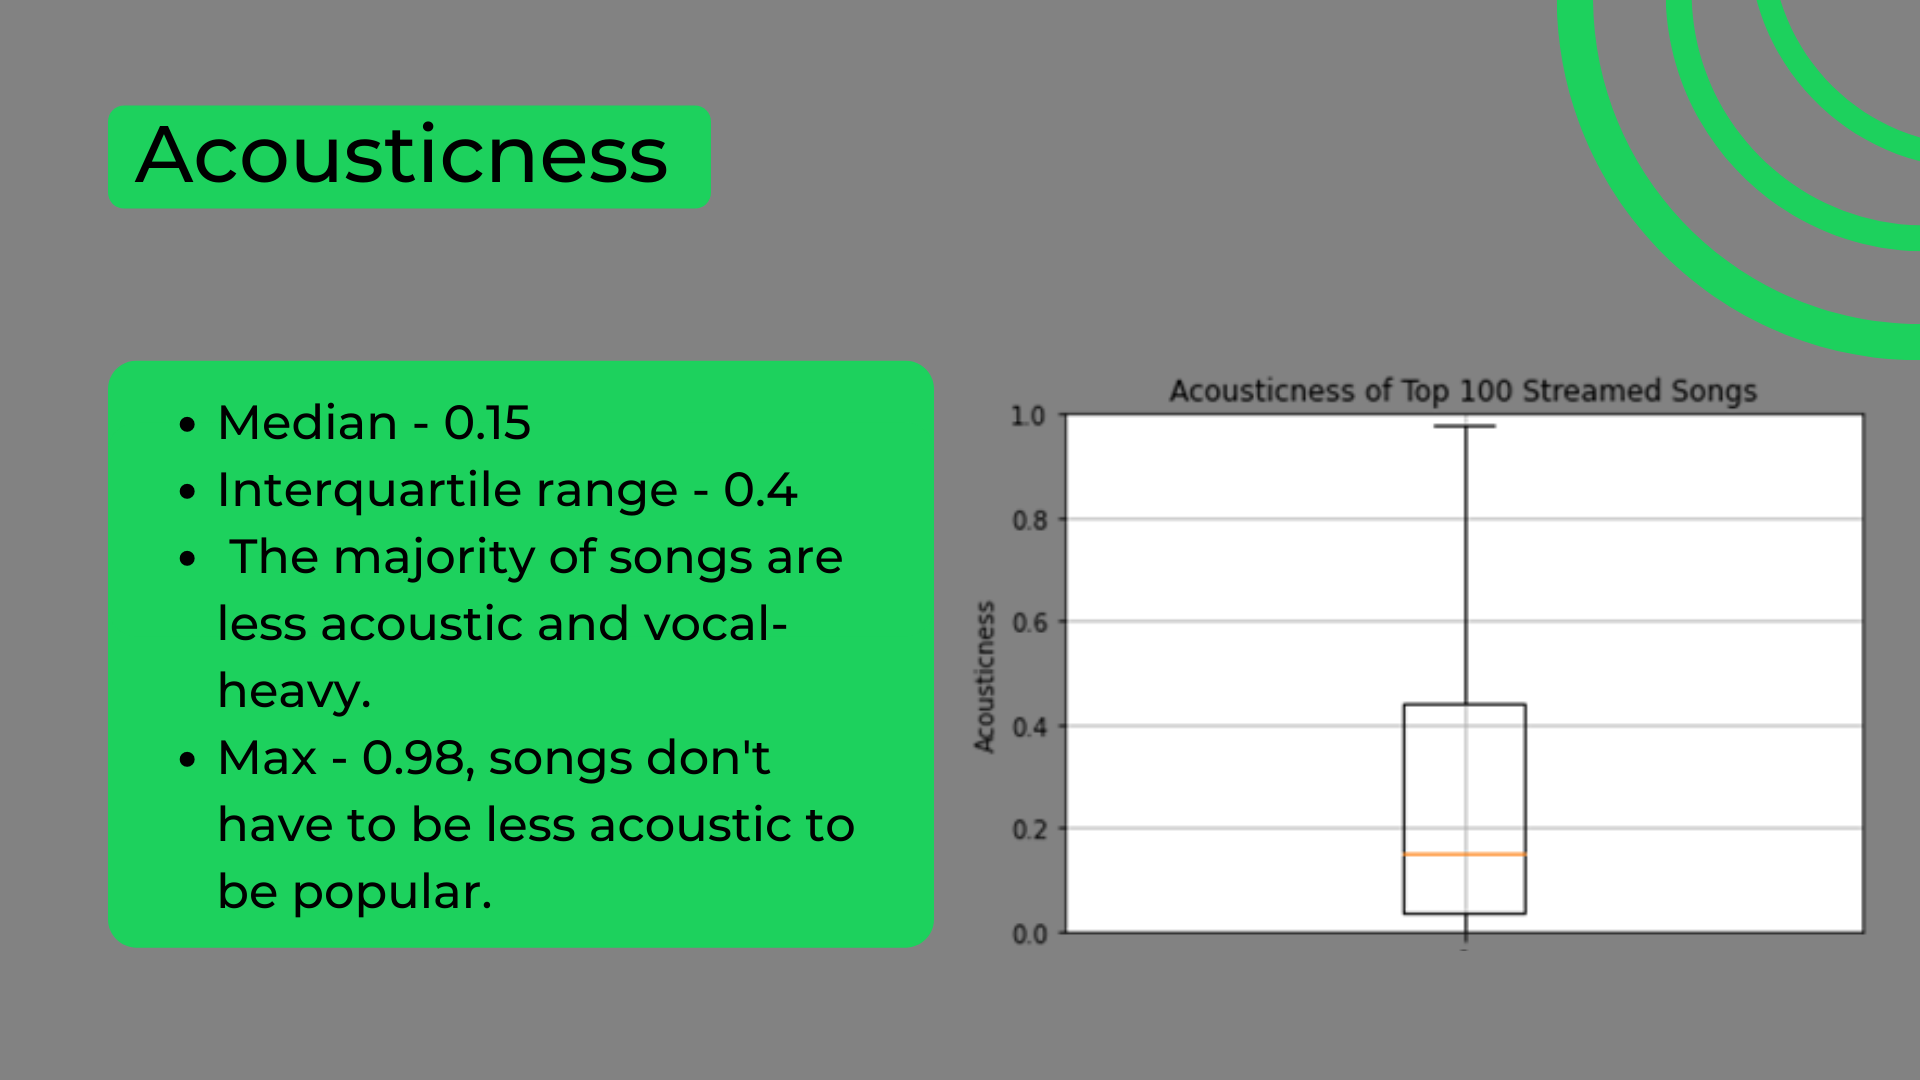 Acousticness
• Median - 0.15
• Interquartile range - 0.4
• The majority of songs are
less acoustic and vocal-
heavy.
• Max - 0.98, songs don't
have to be less acoustic to
be popular.
Acousticness of Top 100 Streamed Songs
Acousticness
1.0
0.8
0.6
0.4
0.2
0.0